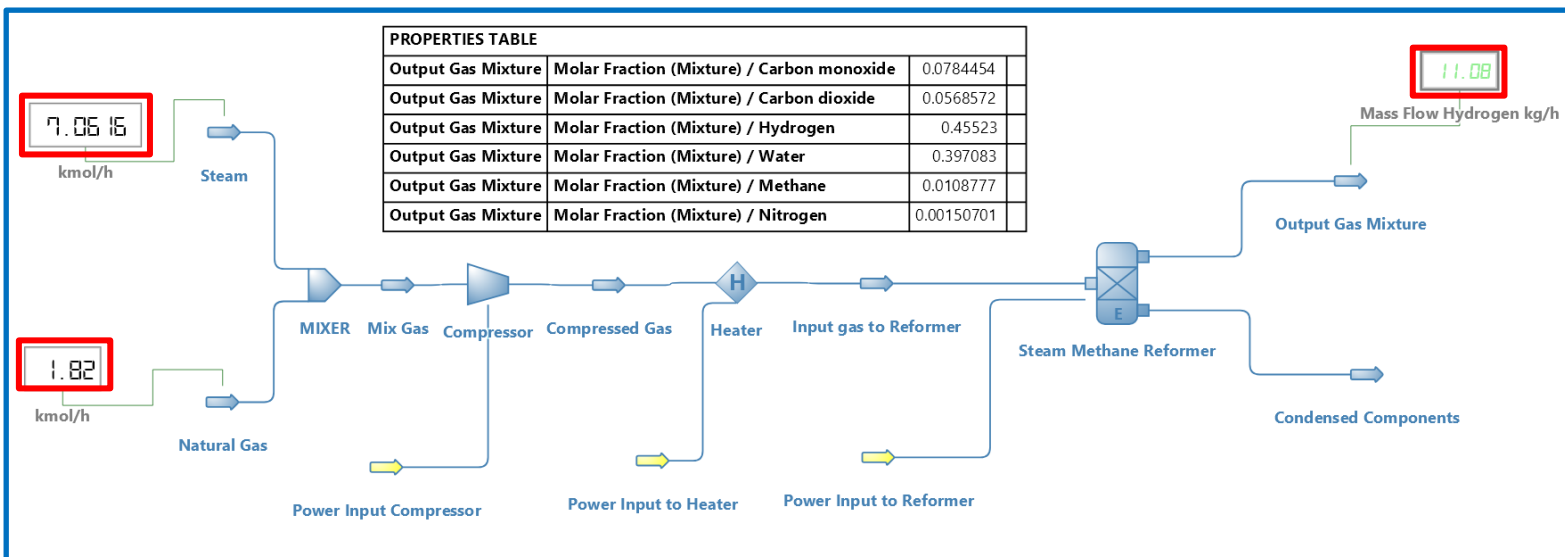 PROPERTIES TABLE
Output Gas Mixture Molar Fraction (Mixture) / Carbon monoxide 0.0784454
Output Gas Mixture Molar Fraction (Mixture) / Carbon dioxide 0.0568572
Output Gas Mixture Molar Fraction (Mixture) / Hydrogen 0.45523
Output Gas Mixture Molar Fraction (Mixture) / Water 0.397083
Output Gas Mixture Molar Fraction (Mixture) / Methane 0.0108777
Output Gas Mixture Molar Fraction (Mixture) / Nitrogen 0.00150701
11.08
Mass Flow Hydrogen kg/h
7.0616
kmol/h
Steam
Output Gas Mixture
H
MIXER
Mix Gas
Compressor
Compressed Gas
Heater
Input gas to Reformer
E
Steam Methane Reformer
1.82
kmol/h
Natural Gas
Condensed Components
Power Input Compressor
Power Input to Heater
Power Input to Reformer